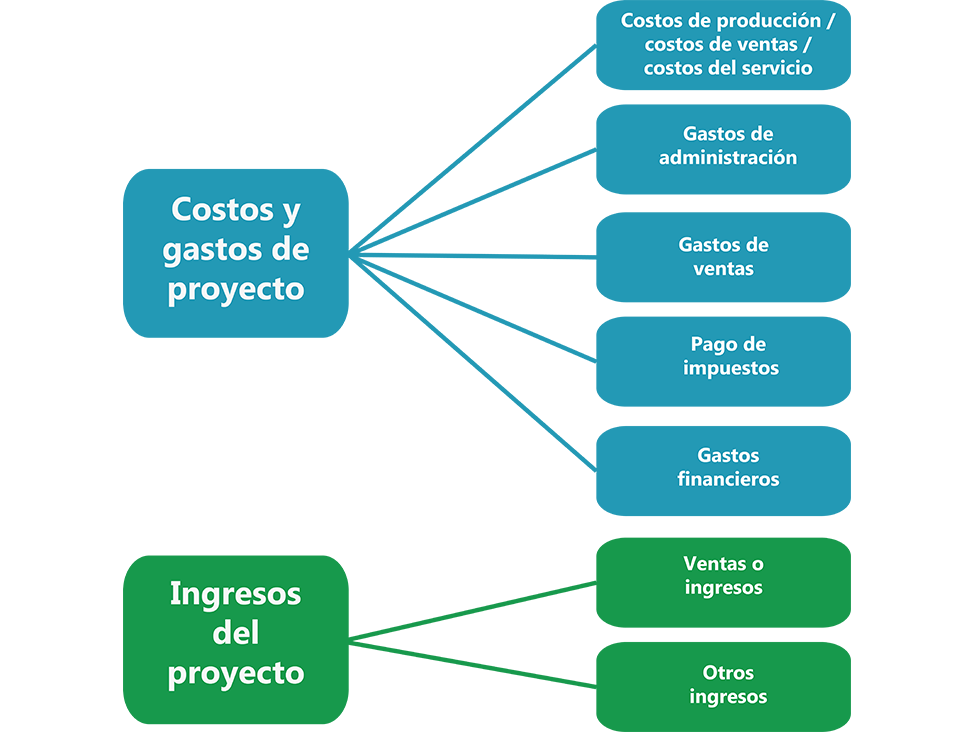 Costos y
gastos de
proyecto
Costos de producción /
costos de ventas /
costos del servicio
Gastos de
administración
Gastos de
ventas
Pago de
impuestos
Gastos
financieros
Ingresos
del
proyecto
Ventas o
ingresos
Otros
ingresos